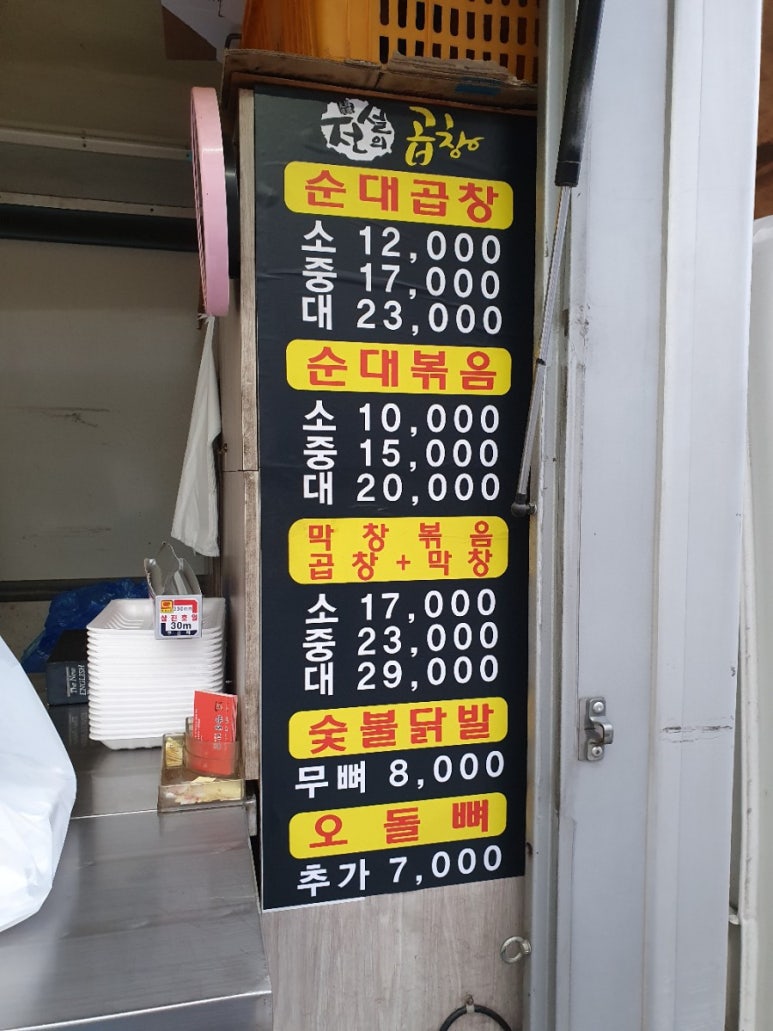 전설의 곱창
순대곱창
소 12,000
중 17,000
대 23,000
순대볶음
소 10,000
중 15,000
대 20,000
막창볶음
곱창+막창
소 17,000
중 23,000
대 29,000
숯불닭발
무뼈 8,000
오돌뼈
추가 7,000
30m
The New
ENGLISH